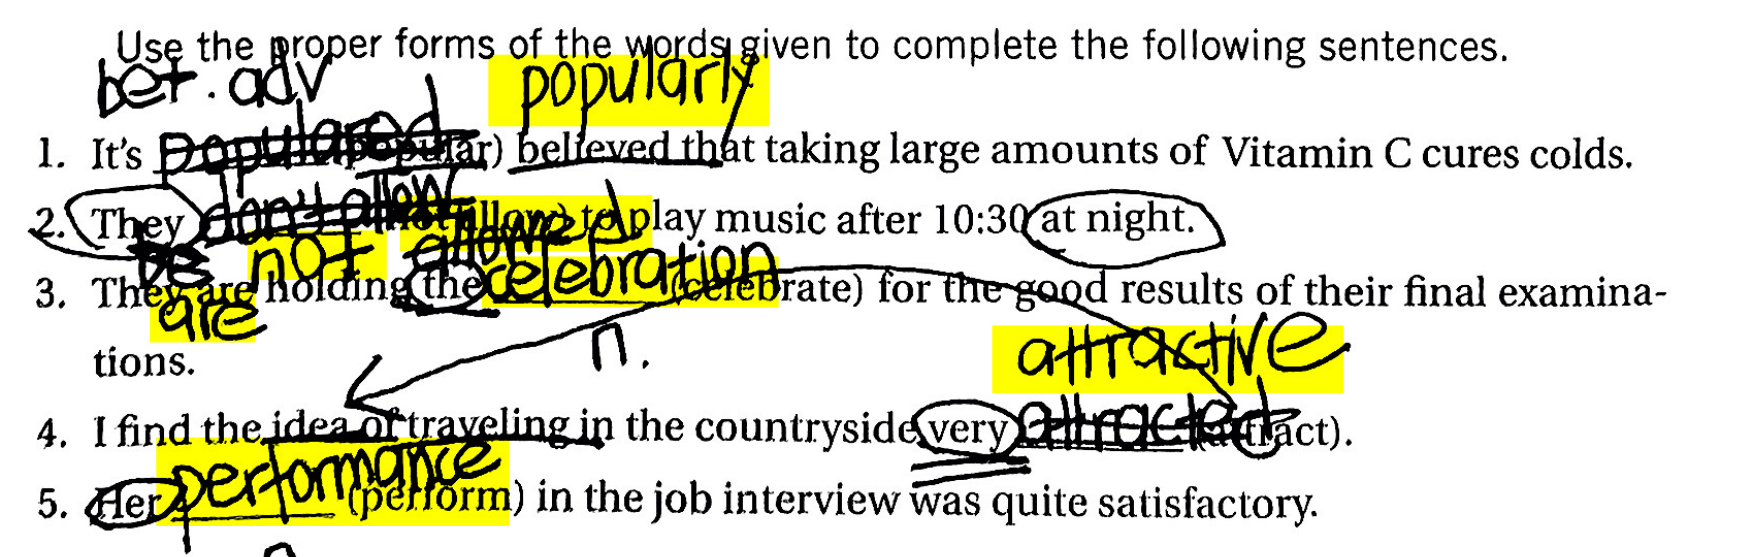 Use the proper forms of the words given to complete the following sentences.
bet. adv popularly
1. It's populared (popular) believed that taking large amounts of Vitamin C cures colds.
2. They don't allow (not allow) to play music after 10:30 at night.
be not allowed
3. They are holding the celebration (celebrate) for the good results of their final examina-
are n. attractive
tions.
4. I find the idea of traveling in the countryside very attracted (attract).
5. Her performance (perform) in the job interview was quite satisfactory.